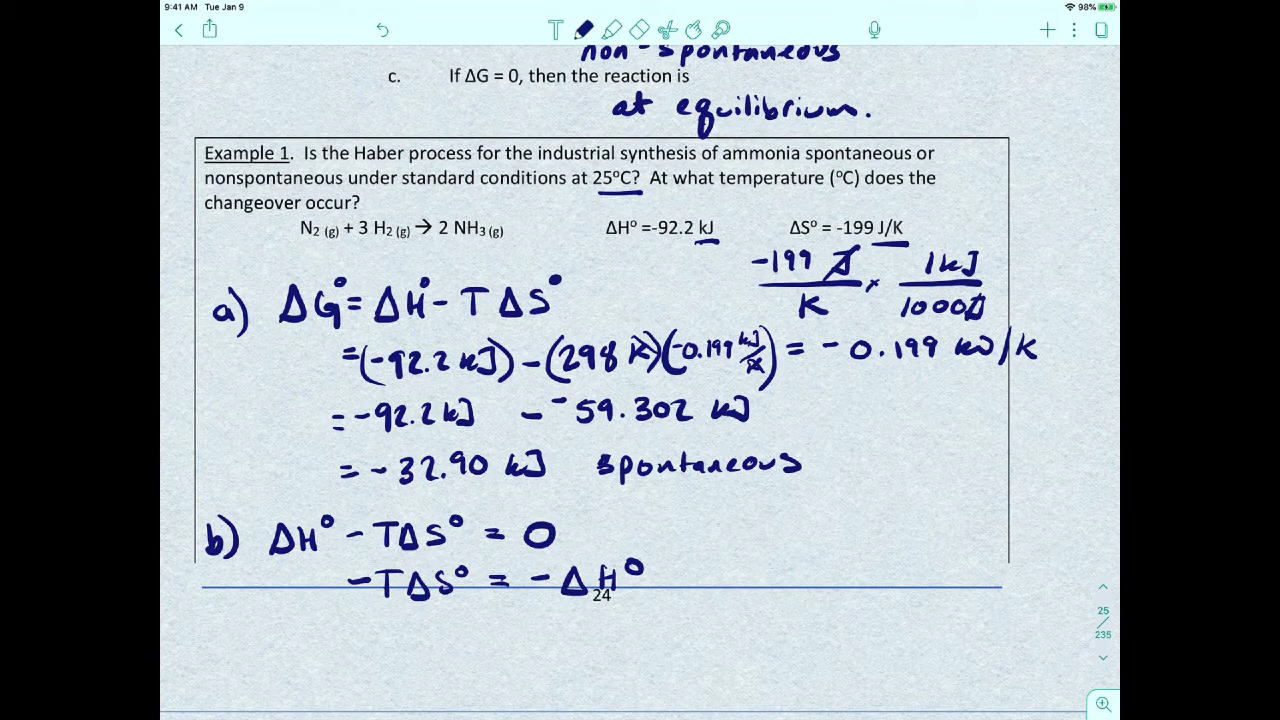 9:41 AM Tue Jan 9
98%
non-spontaneous
c. If ΔG = 0, then the reaction is
at equilibrium.
Example 1. Is the Haber process for the industrial synthesis of ammonia spontaneous or
nonspontaneous under standard conditions at 25°C? At what temperature (°C) does the
changeover occur?
N₂ (g) + 3 H₂ (g) → 2 NH₃ (g) ΔH° =-92.2 kJ ΔS° = -199 J/K
-199 J / K × 1 kJ / 1000 J
a) ΔG° = ΔH° - TΔS°
= (-92.2 kJ) - (298 K)(-0.199 kJ/K) = -0.199 kJ/K
= -92.2 kJ - -59.302 kJ
= -32.90 kJ spontaneous
b) ΔH° - TΔS° = 0
-TΔS° = -ΔH°
24
25
/
235